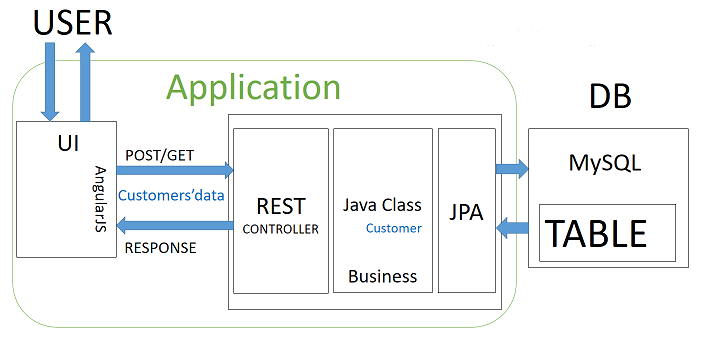 USER
Application
UI
AngularJS
POST/GET
Customers'data
RESPONSE
REST
CONTROLLER
Java Class
Customer
Business
JPA
DB
MySQL
TABLE